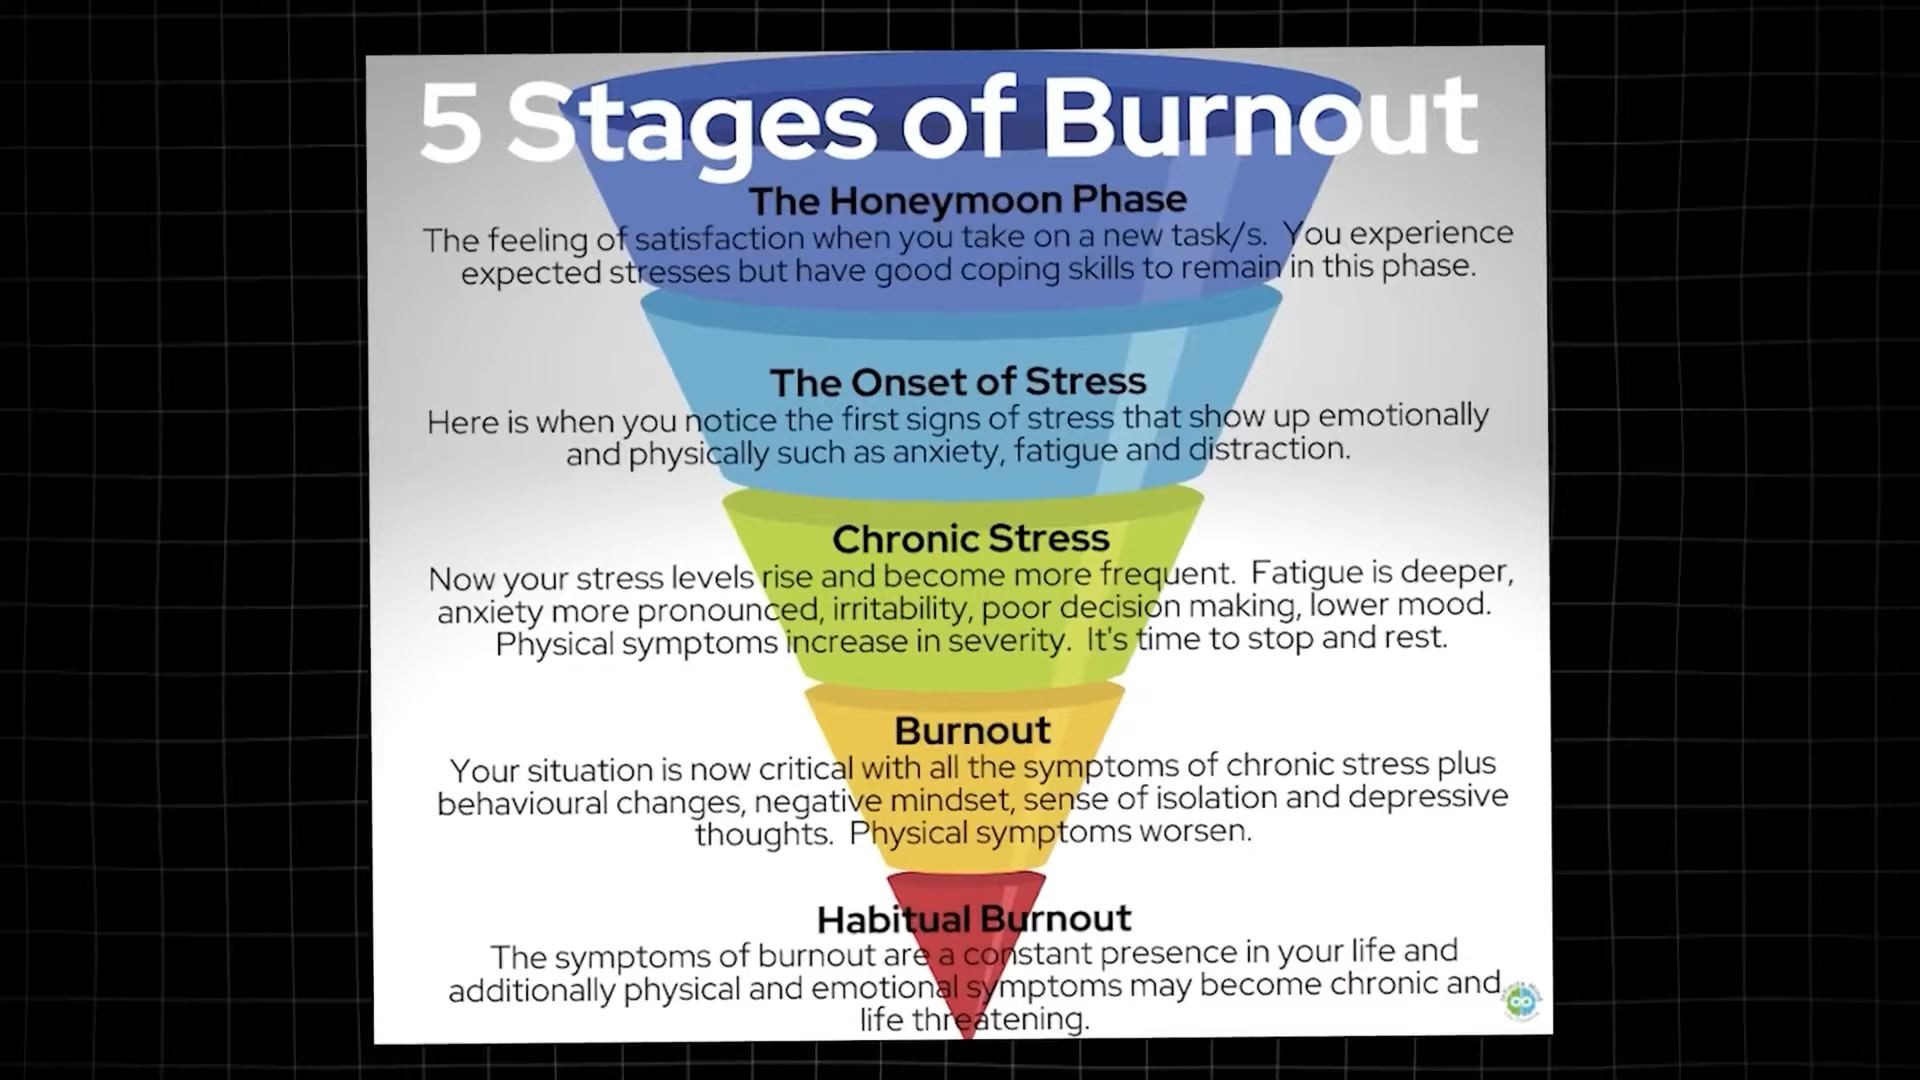 5 Stages of Burnout
The Honeymoon Phase
The feeling of satisfaction when you take on a new task/s. You experience
expected stresses but have good coping skills to remain in this phase.
The Onset of Stress
Here is when you notice the first signs of stress that show up emotionally
and physically such as anxiety, fatigue and distraction.
Chronic Stress
Now your stress levels rise and become more frequent. Fatigue is deeper,
anxiety more pronounced, irritability, poor decision making, lower mood.
Physical symptoms increase in severity. It's time to stop and rest.
Burnout
Your situation is now critical with all the symptoms of chronic stress plus
behavioural changes, negative mindset, sense of isolation and depressive
thoughts. Physical symptoms worsen.
Habitual Burnout
The symptoms of burnout are a constant presence in your life and
additionally physical and emotional symptoms may become chronic and
life threatening.